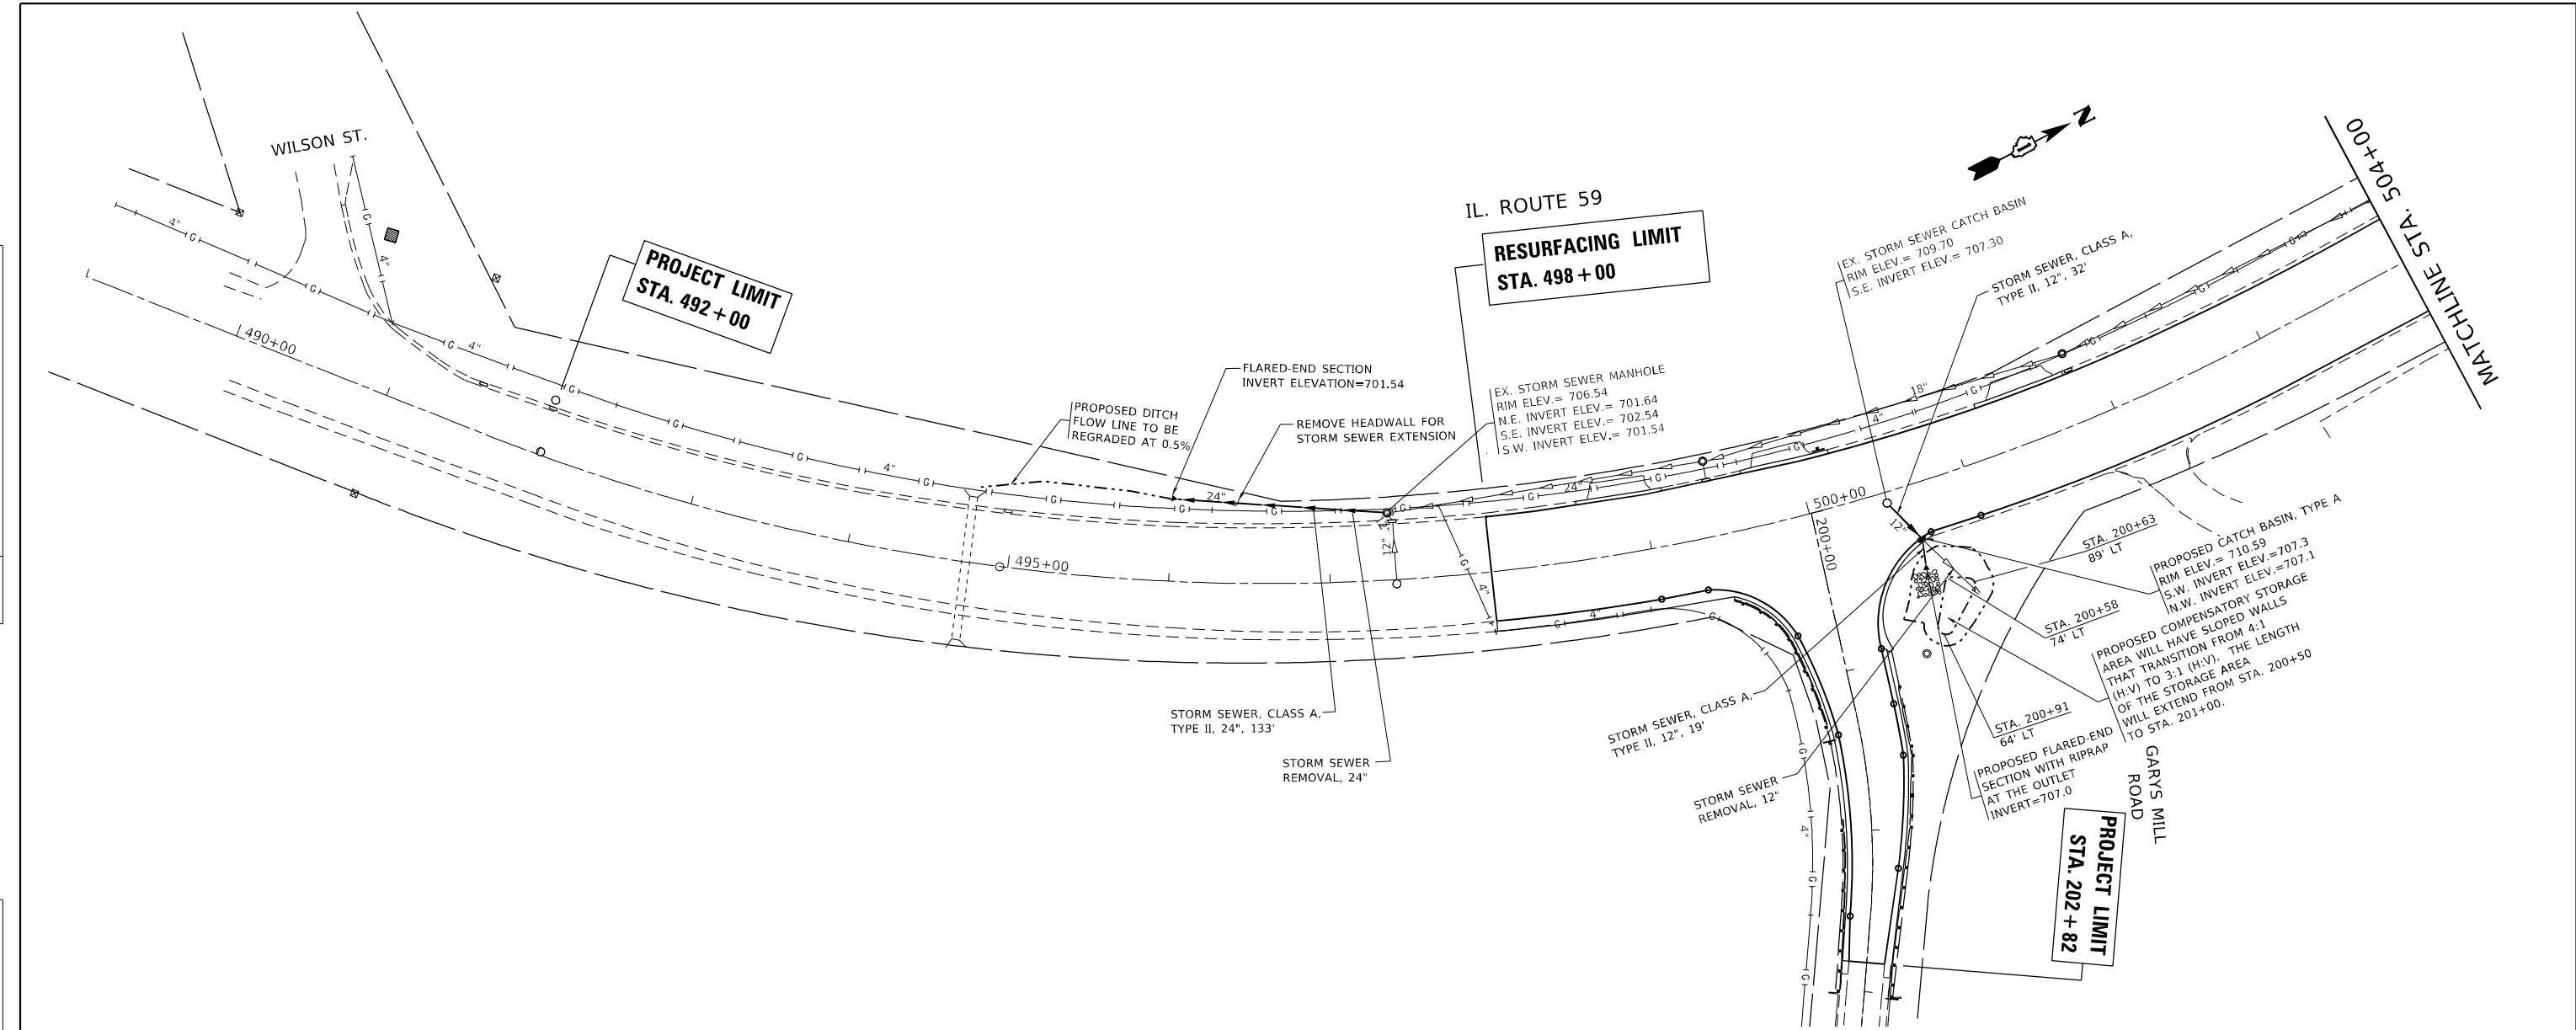 WILSON ST.
4"
G
4"
490+00
4"
PROJECT LIMIT
STA. 492+00
PROPOSED DITCH
FLOW LINE TO BE
REGRADED AT 0.5%
4"
FLARED-END SECTION
INVERT ELEVATION=701.54
REMOVE HEADWALL FOR
STORM SEWER EXTENSION
24"
495+00
STORM SEWER, CLASS A,
TYPE II, 24", 133'
STORM SEWER
REMOVAL, 24"
IL. ROUTE 59
RESURFACING LIMIT
STA. 498+00
EX. STORM SEWER MANHOLE
RIM ELEV.= 706.54
N.E. INVERT ELEV.= 701.64
S.E. INVERT ELEV.= 702.54
S.W. INVERT ELEV.= 701.54
12"
24"
4"
4"
N
EX. STORM SEWER CATCH BASIN
RIM ELEV.= 709.70
S.E. INVERT ELEV.= 707.30
STORM SEWER, CLASS A,
TYPE II, 12", 32'
18"
4"
MATCHLINE STA. 504+00
500+00
200+00
12"
STA. 200+63
89' LT
PROPOSED CATCH BASIN, TYPE A
RIM ELEV.= 710.59
S.W. INVERT ELEV.=707.3
N.W. INVERT ELEV.=707.1
STA. 200+58
74' LT
PROPOSED COMPENSATORY STORAGE
AREA WILL HAVE SLOPED WALLS
THAT TRANSITION FROM 4:1
(H:V) TO 3:1 (H:V). THE LENGTH
OF THE STORAGE AREA
WILL EXTEND FROM STA. 200+50
TO STA. 201+00.
STA. 200+91
64' LT
PROPOSED FLARED-END
SECTION WITH RIPRAP
AT THE OUTLET
INVERT=707.0
STORM SEWER, CLASS A,
TYPE II, 12", 19'
STORM SEWER
REMOVAL, 12"
4"
GARYS MILL
ROAD
PROJECT LIMIT
STA. 202+82